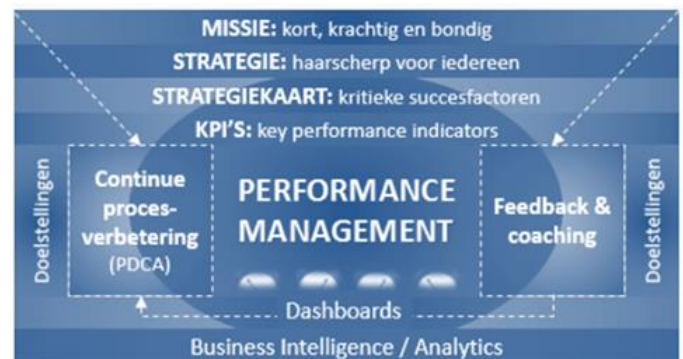 MISSIE: kort, krachtig en bondig
STRATEGIE: haarscherp voor iedereen
STRATEGIEKAART: kritieke succesfactoren
KPI'S: key performance indicators
Doelstellingen
Continue
proces-
verbetering
(PDCA)
PERFORMANCE
MANAGEMENT
Feedback &
coaching
Doelstellingen
Dashboards
Business Intelligence / Analytics